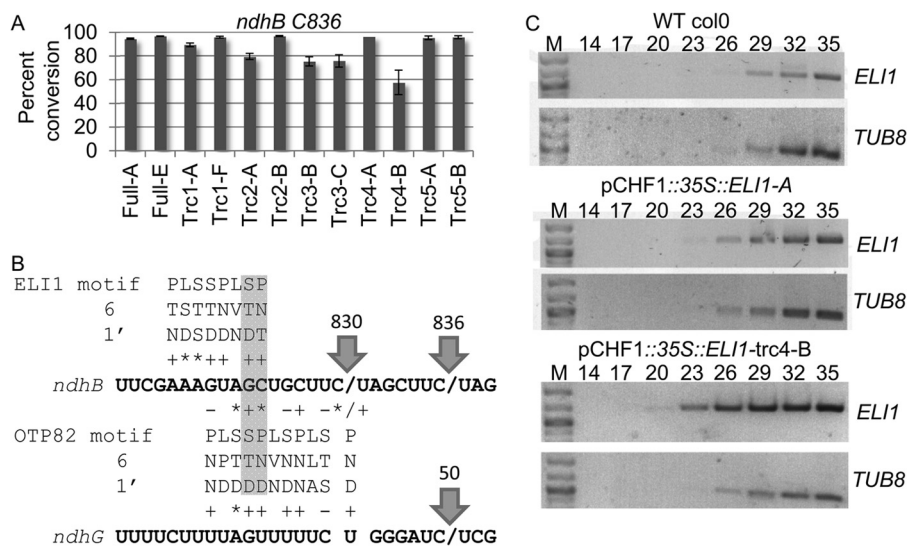 A
ndhB C836
Percent conversion
100
80
60
40
20
0
Full-A
Full-E
Trc1-A
Trc1-F
Trc2-A
Trc2-B
Trc3-B
Trc3-C
Trc4-A
Trc4-B
Trc5-A
Trc5-B
B
ELI1 motif PLSSPLSP
6 TSTTNVTN
1′ NDSDDNDT
+**++ ++
830
836
ndhB UUCGAAAGUAGCUGCUUC/UAGCUUC/UAG
– *+* –+ –*/+
OTP82 motif PLSSPLSPLS P
6 NPTTNVNNLT N
1′ NDDDDNDNAS D
+ *++ ++– +
50
ndhG UUUUCUUUUAGUUUUUC U GGGAUC/UCG
C
WT col0
M 14 17 20 23 26 29 32 35
ELI1
TUB8
pCHF1::35S::ELI1-A
M 14 17 20 23 26 29 32 35
ELI1
TUB8
pCHF1::35S::ELI1-trc4-B
M 14 17 20 23 26 29 32 35
ELI1
TUB8